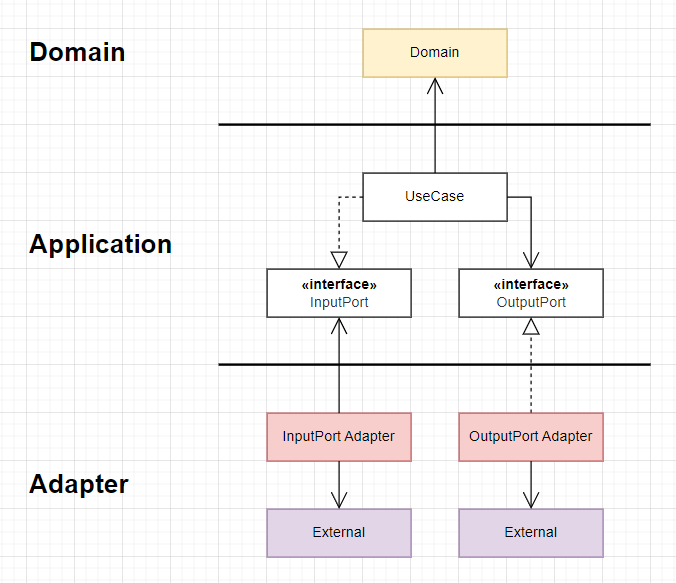 Domain
Domain
UseCase
Application
«interface»
InputPort
«interface»
OutputPort
InputPort Adapter
OutputPort Adapter
Adapter
External
External